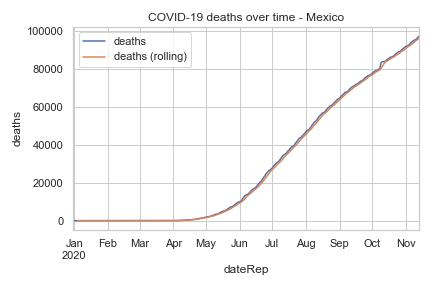 COVID-19 deaths over time - Mexico
deaths
deaths (rolling)
100000
80000
60000
40000
20000
0
deaths
Jan Feb Mar Apr May Jun Jul Aug Sep Oct Nov
2020
dateRep